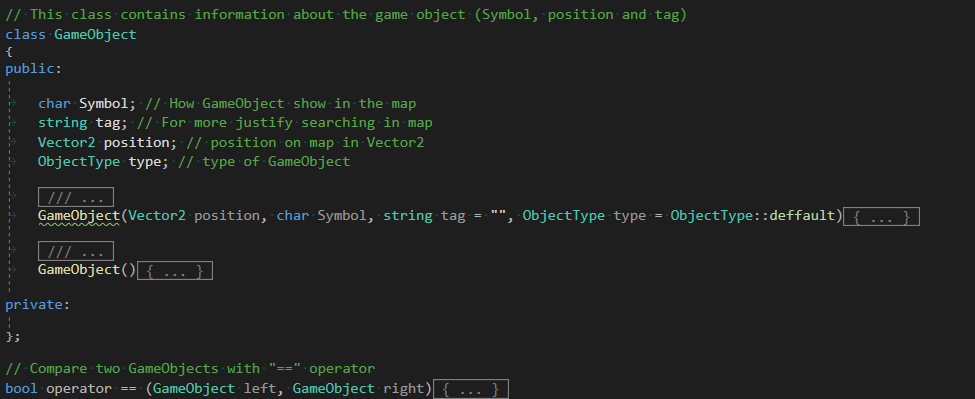 // This class contains information about the game object (Symbol, position and tag)
class GameObject
{
public:
char Symbol; // How GameObject show in the map
string tag; // For more justify searching in map
Vector2 position; // position on map in Vector2
ObjectType type; // type of GameObject
/// ...
GameObject(Vector2 position, char Symbol, string tag = "", ObjectType type = ObjectType::deffault){ ... }
/// ...
GameObject(){ ... }
private:
};
// Compare two GameObjects with "==" operator
bool operator == (GameObject left, GameObject right){ ... }